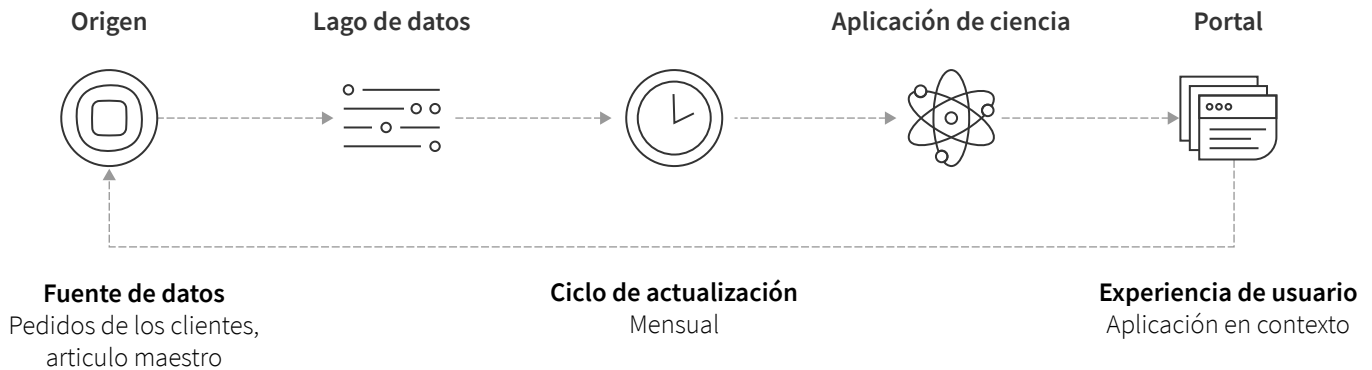 Origen
Lago de datos
Aplicación de ciencia
Portal
Fuente de datos
Pedidos de los clientes,
articulo maestro
Ciclo de actualización
Mensual
Experiencia de usuario
Aplicación en contexto